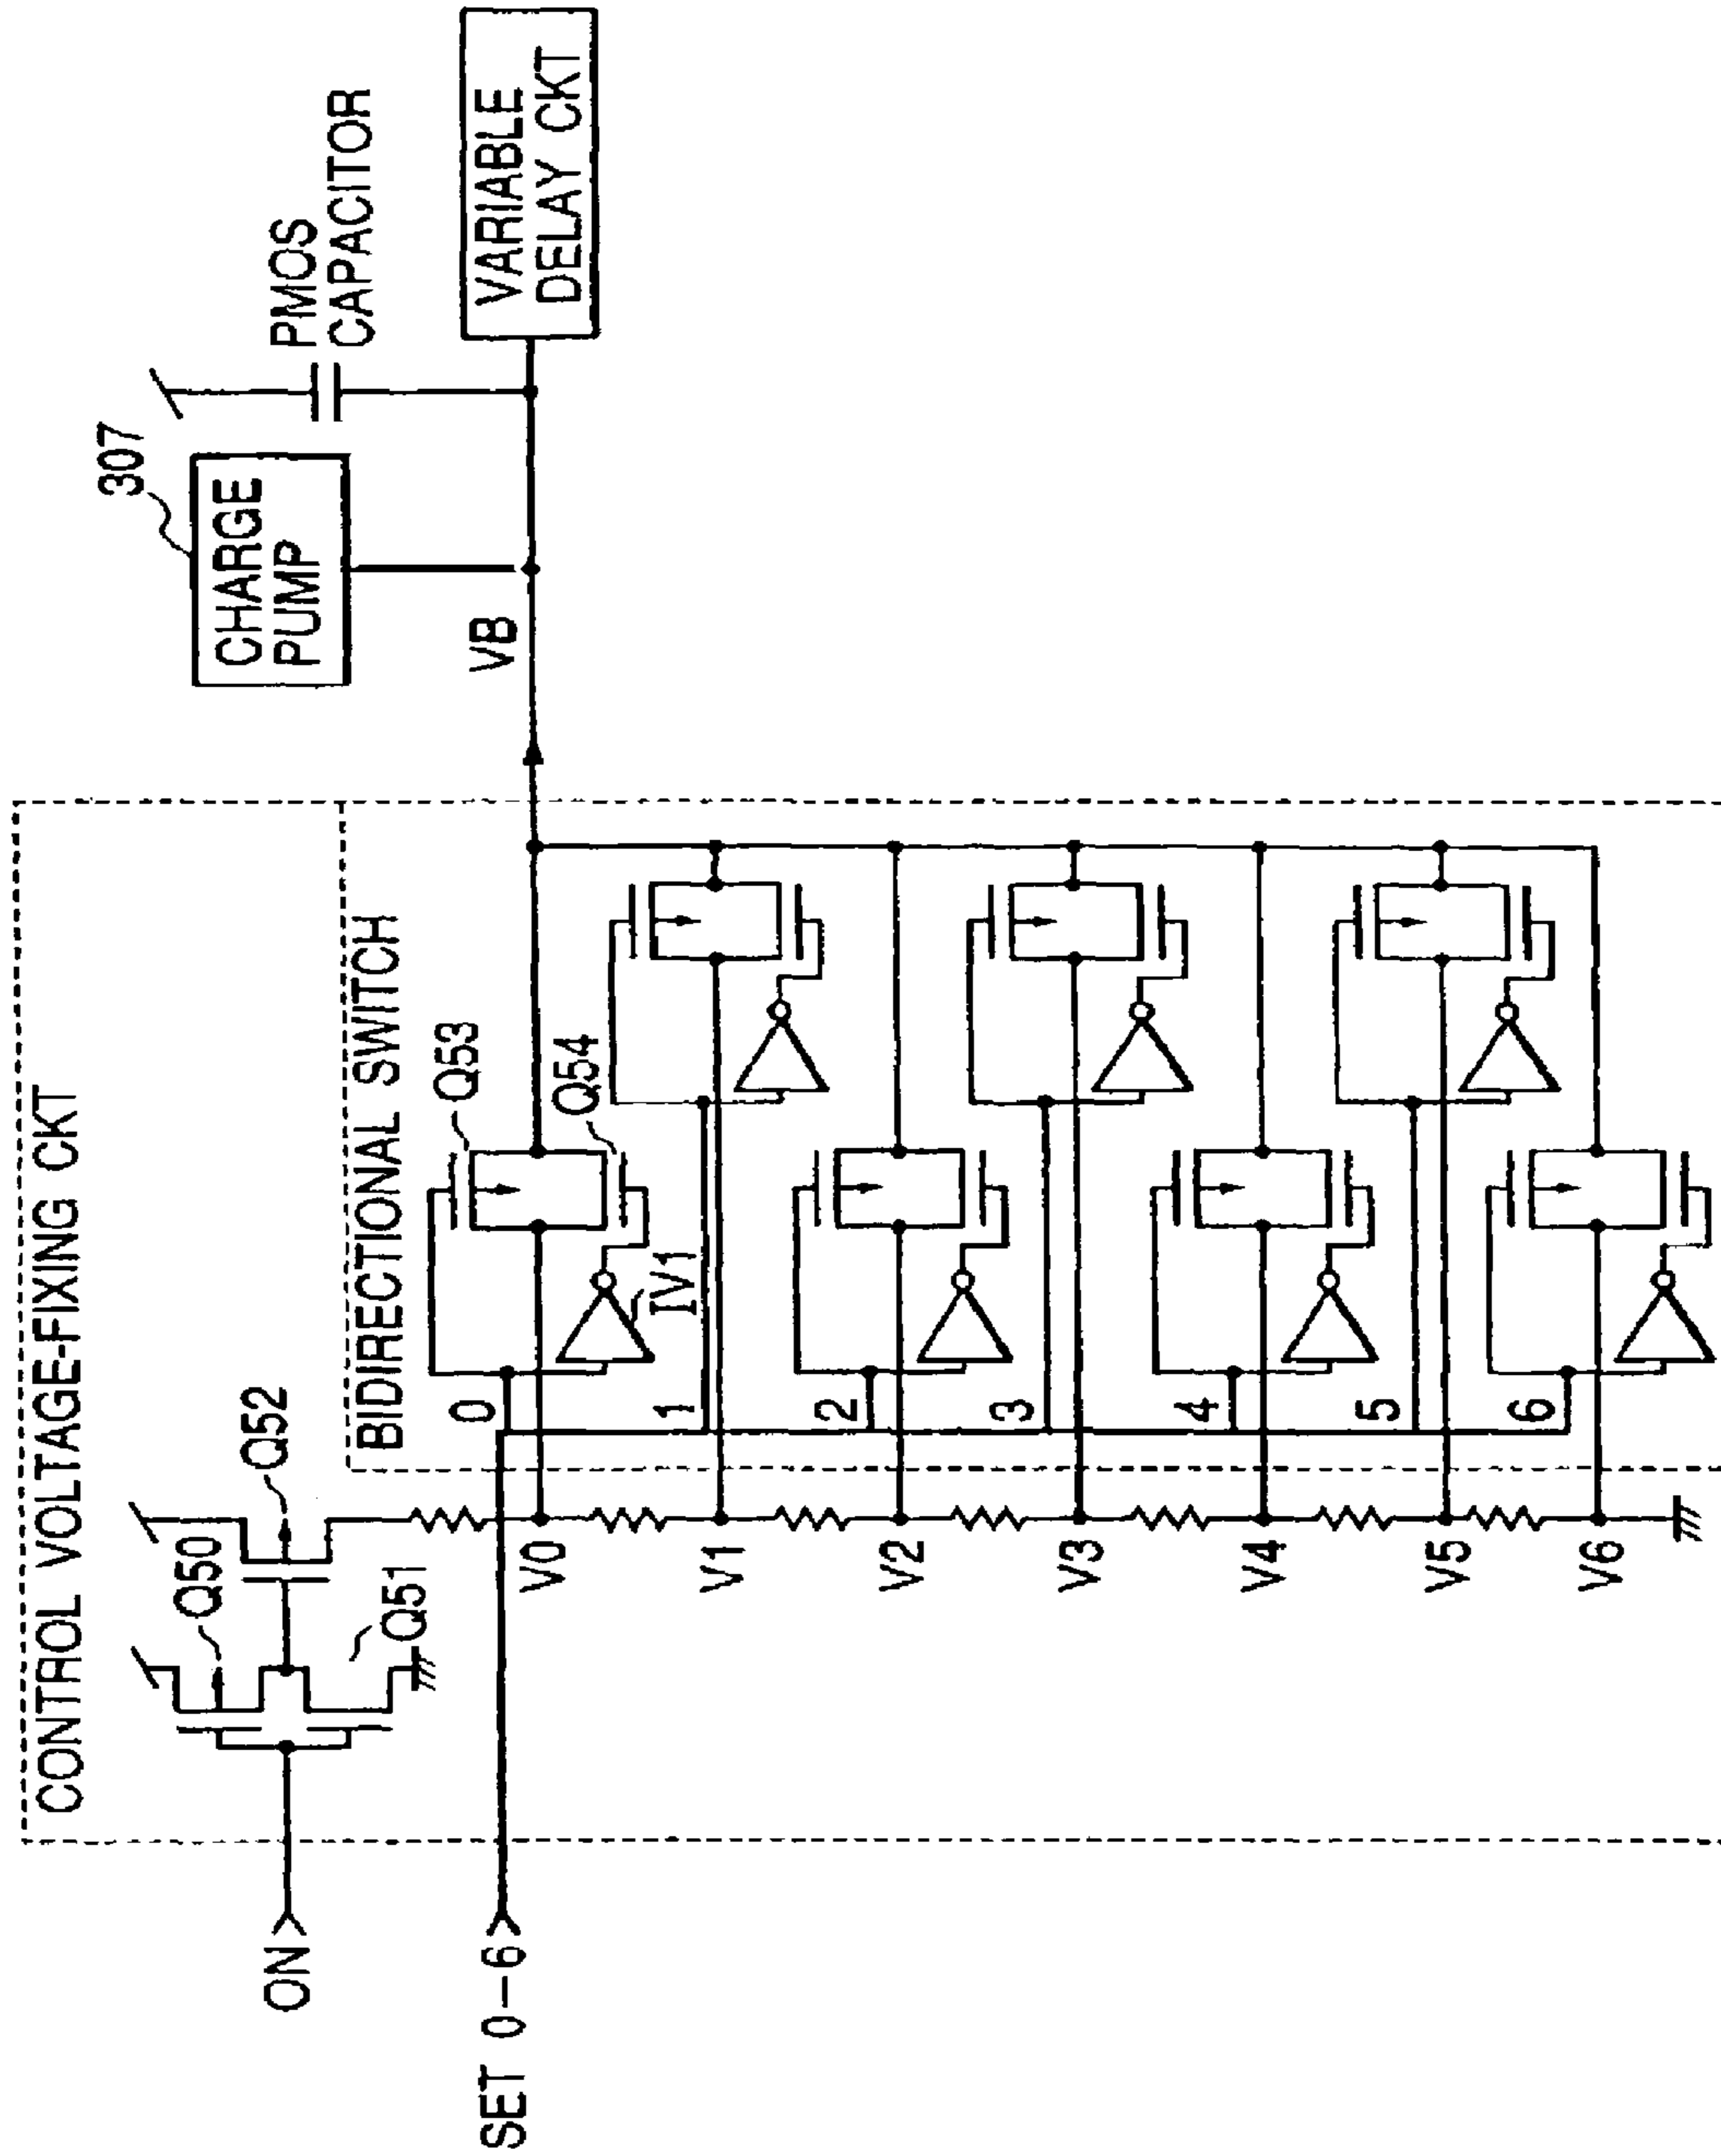 CONTROL VOLTAGE-FIXING CKT
ON
Q50
Q51
Q52
SET 0-6
BIDIRECTIONAL SWITCH
Q53
Q54
IV1
0
1
2
3
4
5
6
V0
V1
V2
V3
V4
V5
V6
VB
307
CHARGE
PUMP
PMOS
CAPACITOR
VARIABLE
DELAY CKT